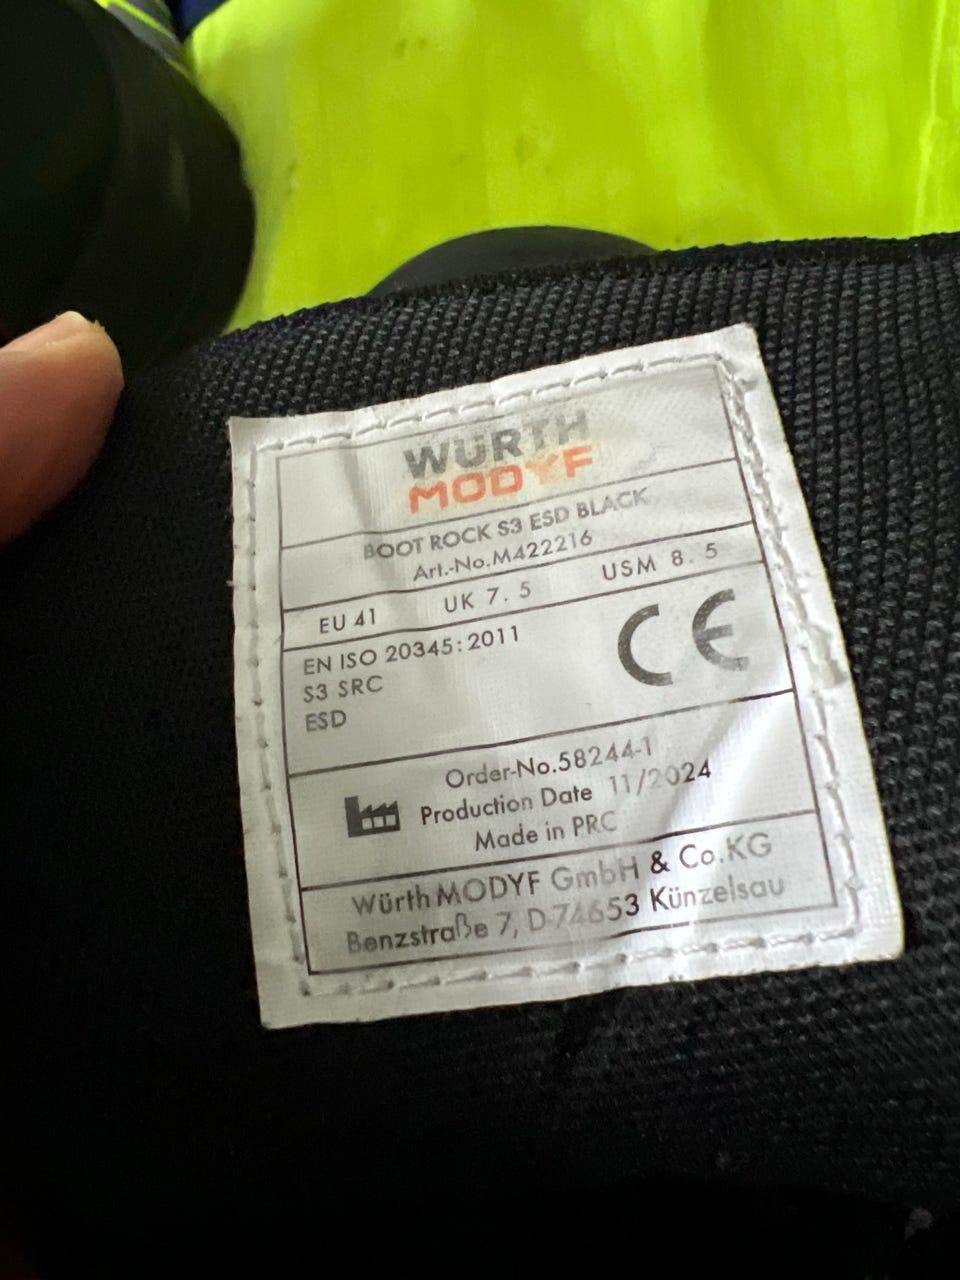 WÜRTH
MODYF
BOOT ROCK S3 ESD BLACK
Art.-No.M422216
EU 41 UK 7.5 USM 8.5
EN ISO 20345:2011
S3 SRC
ESD
CE
Order-No.58244-1
Production Date 11/2024
Made in PRC
Würth MODYF GmbH & Co.KG
Benzstraße 7, D-74653 Künzelsau